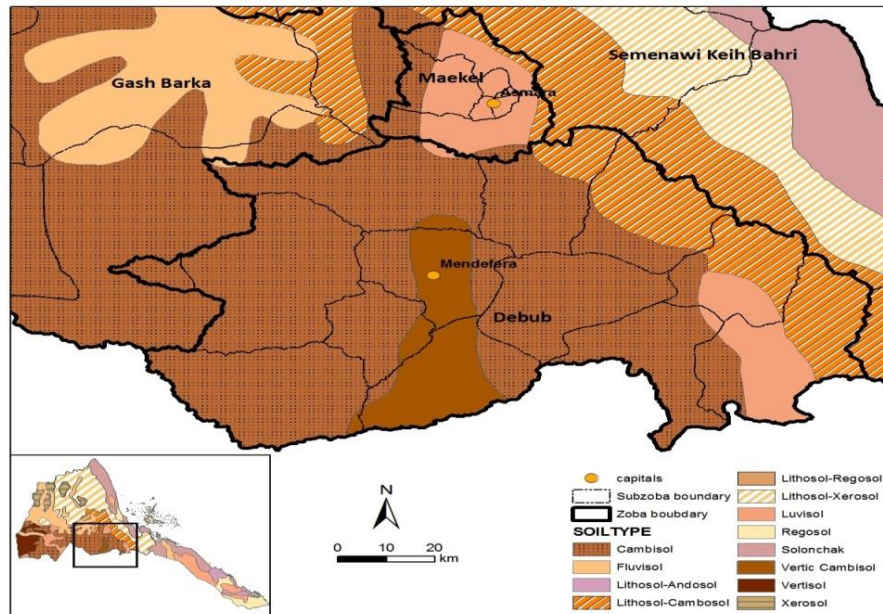 Gash Barka
Maekel
Asmara
Semenawi Keih Bahri
Mendefera
Debub
N
0 10 20
km
capitals
Subzoba boundary
Zoba boubdary
SOILTYPE
Cambisol
Fluvisol
Lithosol-Andosol
Lithosol-Cambosol
Lithosol-Regosol
Lithosol-Xerosol
Luvisol
Regosol
Solonchak
Vertic Cambisol
Vertisol
Xerosol